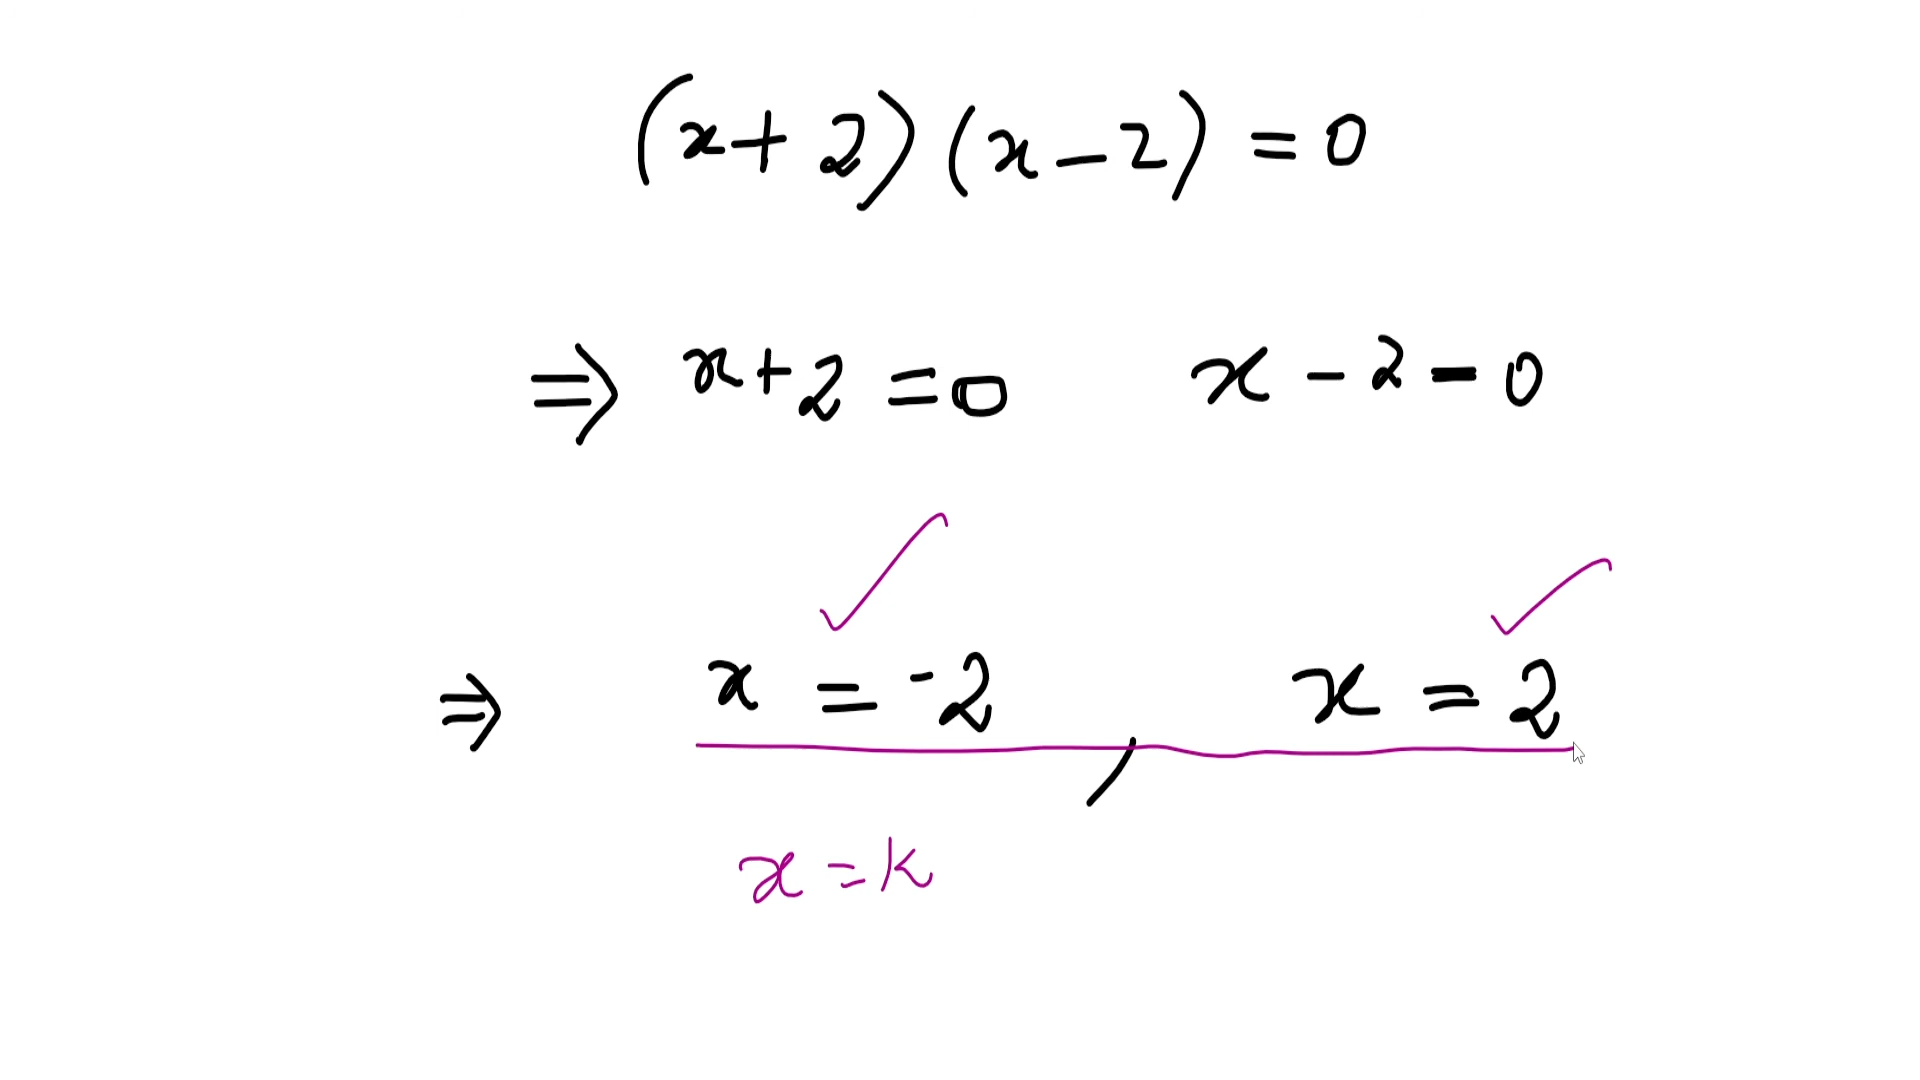 (x+2)(x-2)=0
⇒ x+2=0 x-2=0
⇒ x=-2 , x=2
x=k